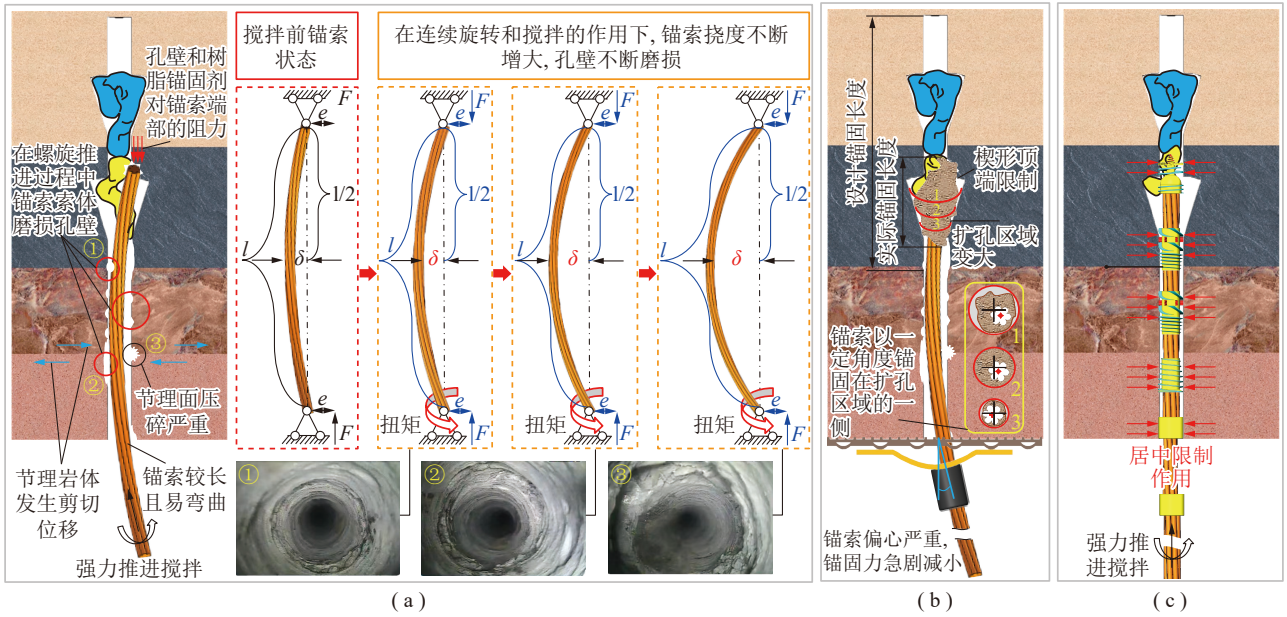 孔壁和树
脂锚固剂
对锚索端
部的阻力
在螺旋推
进过程中
锚索索体
磨损孔壁
①
②
③
节理面压
碎严重
节理岩体
发生剪切
位移
锚索较长
且易弯曲
强力推进搅拌
搅拌前锚索
状态
在连续旋转和搅拌的作用下, 锚索挠度不断
增大, 孔壁不断磨损
e
l/2
l
δ
e
F
F
e
l/2
l
δ
扭矩
e
F
F
e
l/2
l
δ
扭矩
e
F
F
e
l/2
l
δ
扭矩
e
F
F
①
②
③
( a )
设计锚固长度
实际锚固长度
楔形顶
端限制
1
2
3
扩孔区域
变大
锚索以一
定角度锚
固在扩孔
区域的一
侧
1
2
3
锚索偏心严重,
锚固力急剧减小
( b )
居中限制
作用
强力推
进搅拌
( c )